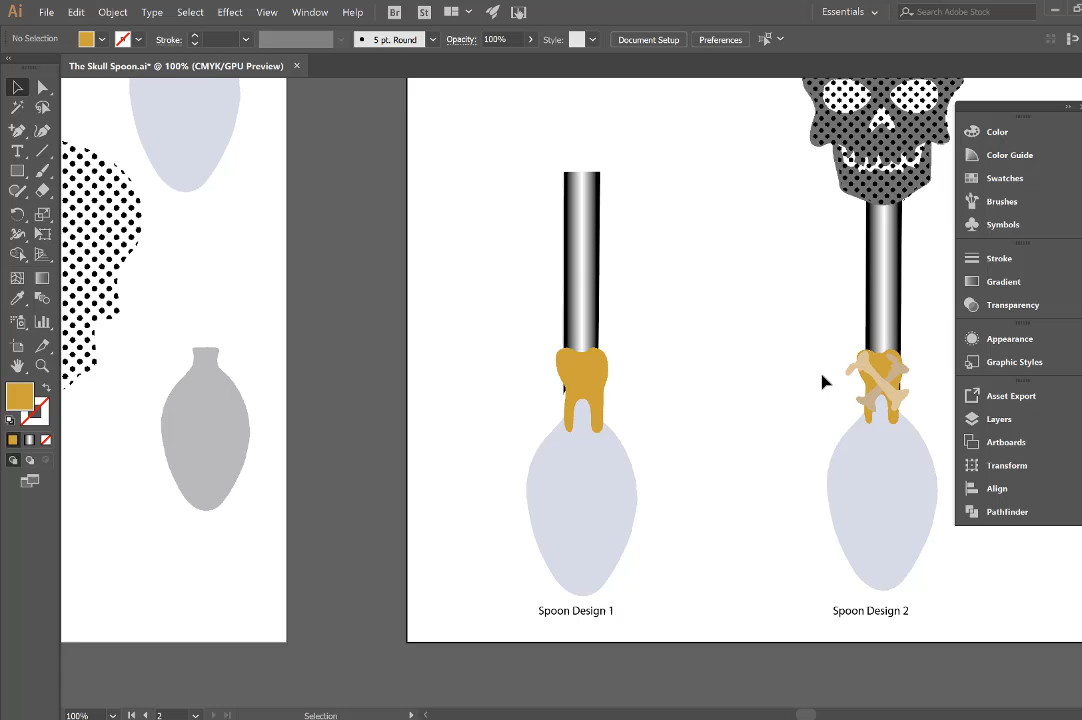 Ai File Edit Object Type Select Effect View Window Help Br St Essentials Search Adobe Stock
No Selection Stroke: 5 pt. Round Opacity: 100% Style: Document Setup Preferences
The Skull Spoon.ai* @ 100% (CMYK/GPU Preview)
Color
Color Guide
Swatches
Brushes
Symbols
Stroke
Gradient
Transparency
Appearance
Graphic Styles
Asset Export
Layers
Artboards
Transform
Align
Pathfinder
Spoon Design 1 Spoon Design 2
100% 2 Selection